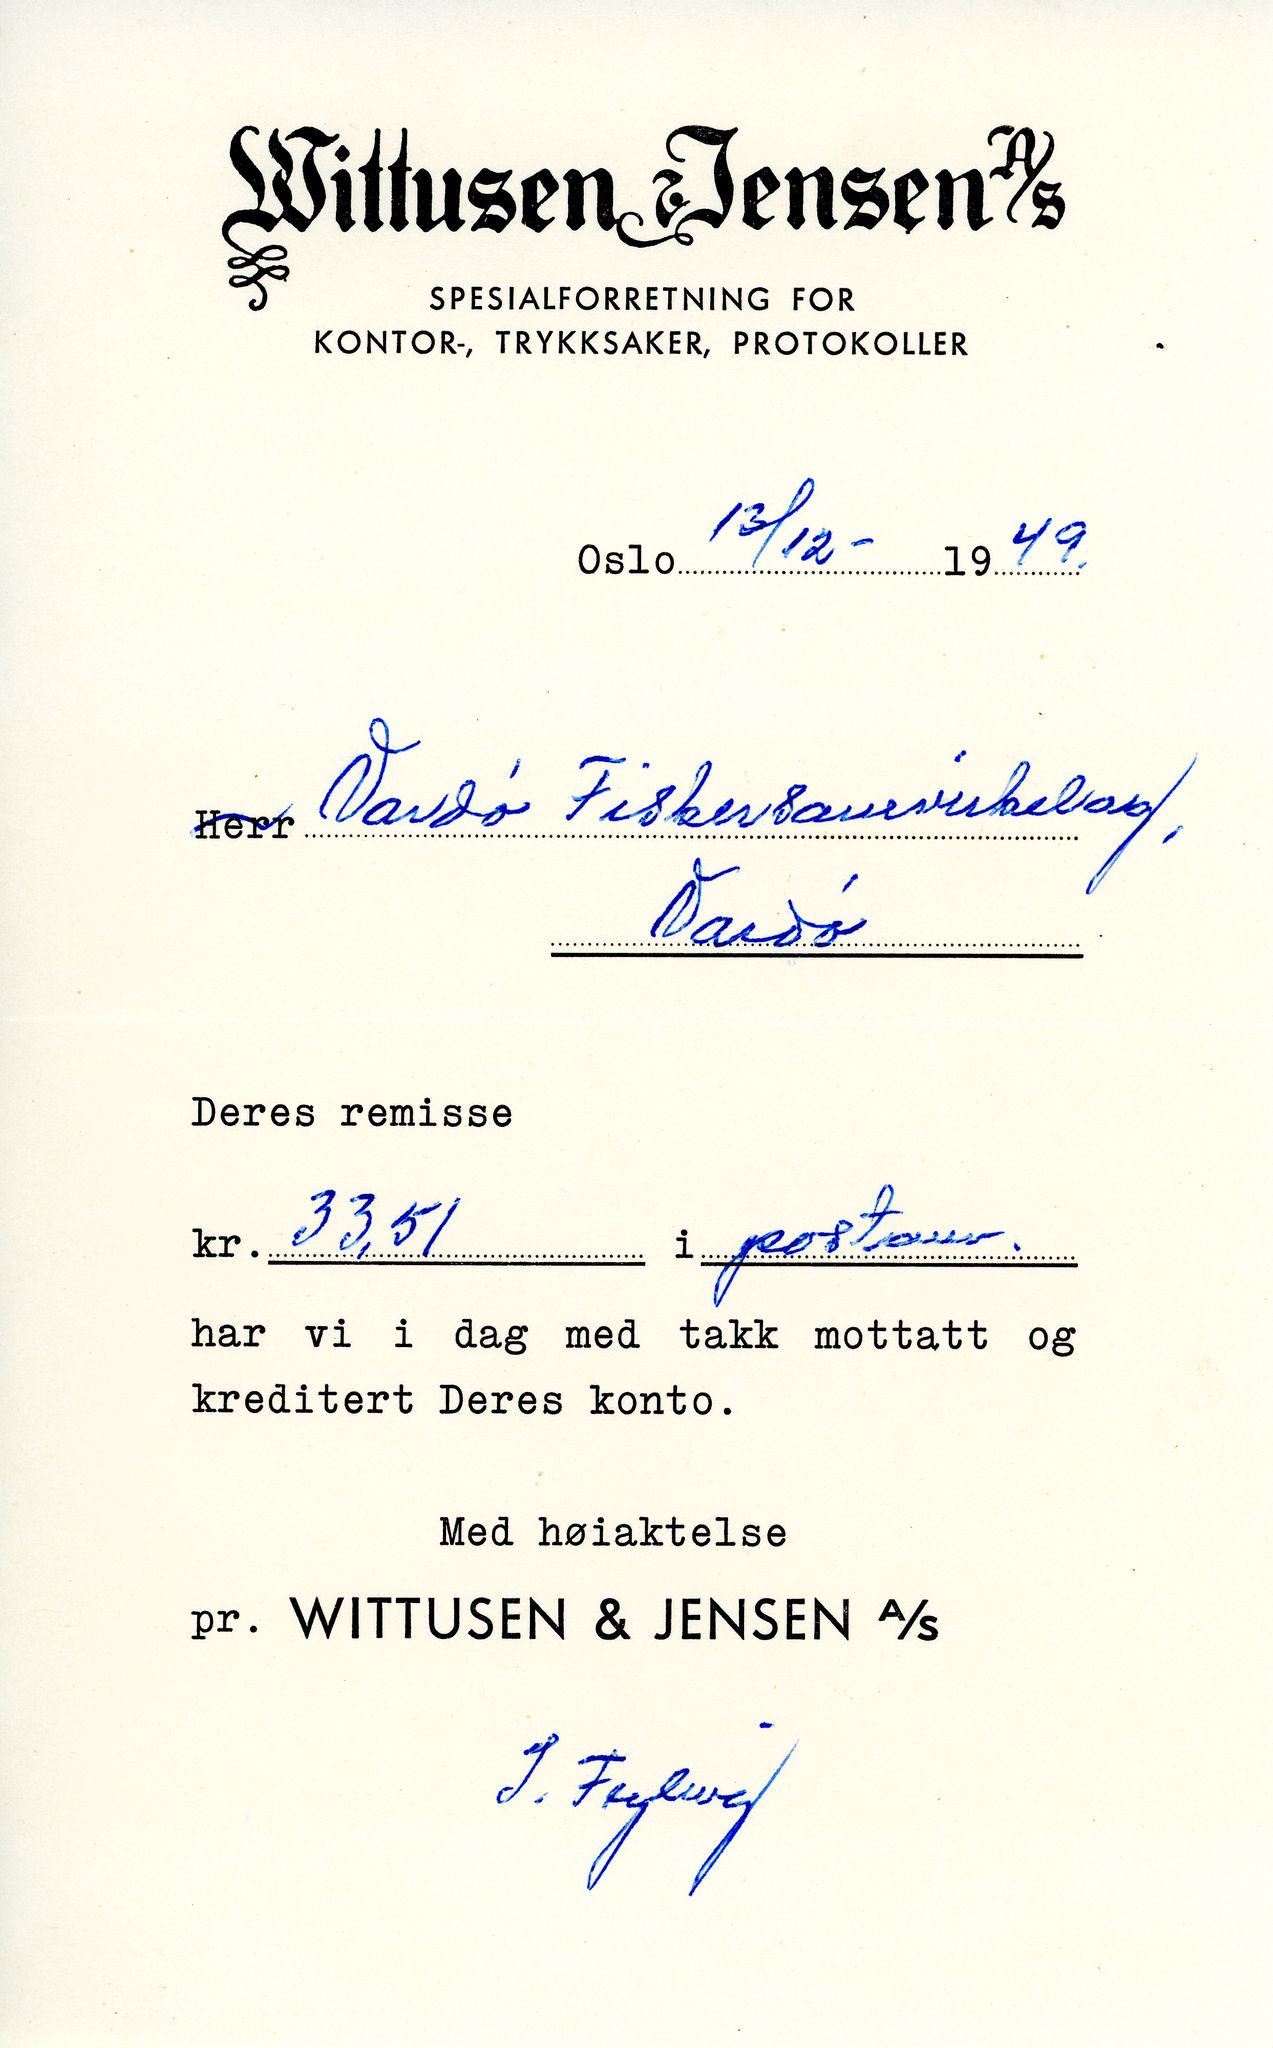 Wittusen & Jensen A/S
SPESIALFORRETNING FOR
KONTOR-, TRYKKSAKER, PROTOKOLLER
Oslo 13/12- 1949.
Herr Vardø Fiskersamvirkelag,
Vardø
Deres remisse
kr. 33,51 i postanv.
har vi i dag med takk mottatt og
kreditert Deres konto.
Med høiaktelse
pr. WITTUSEN & JENSEN A/S